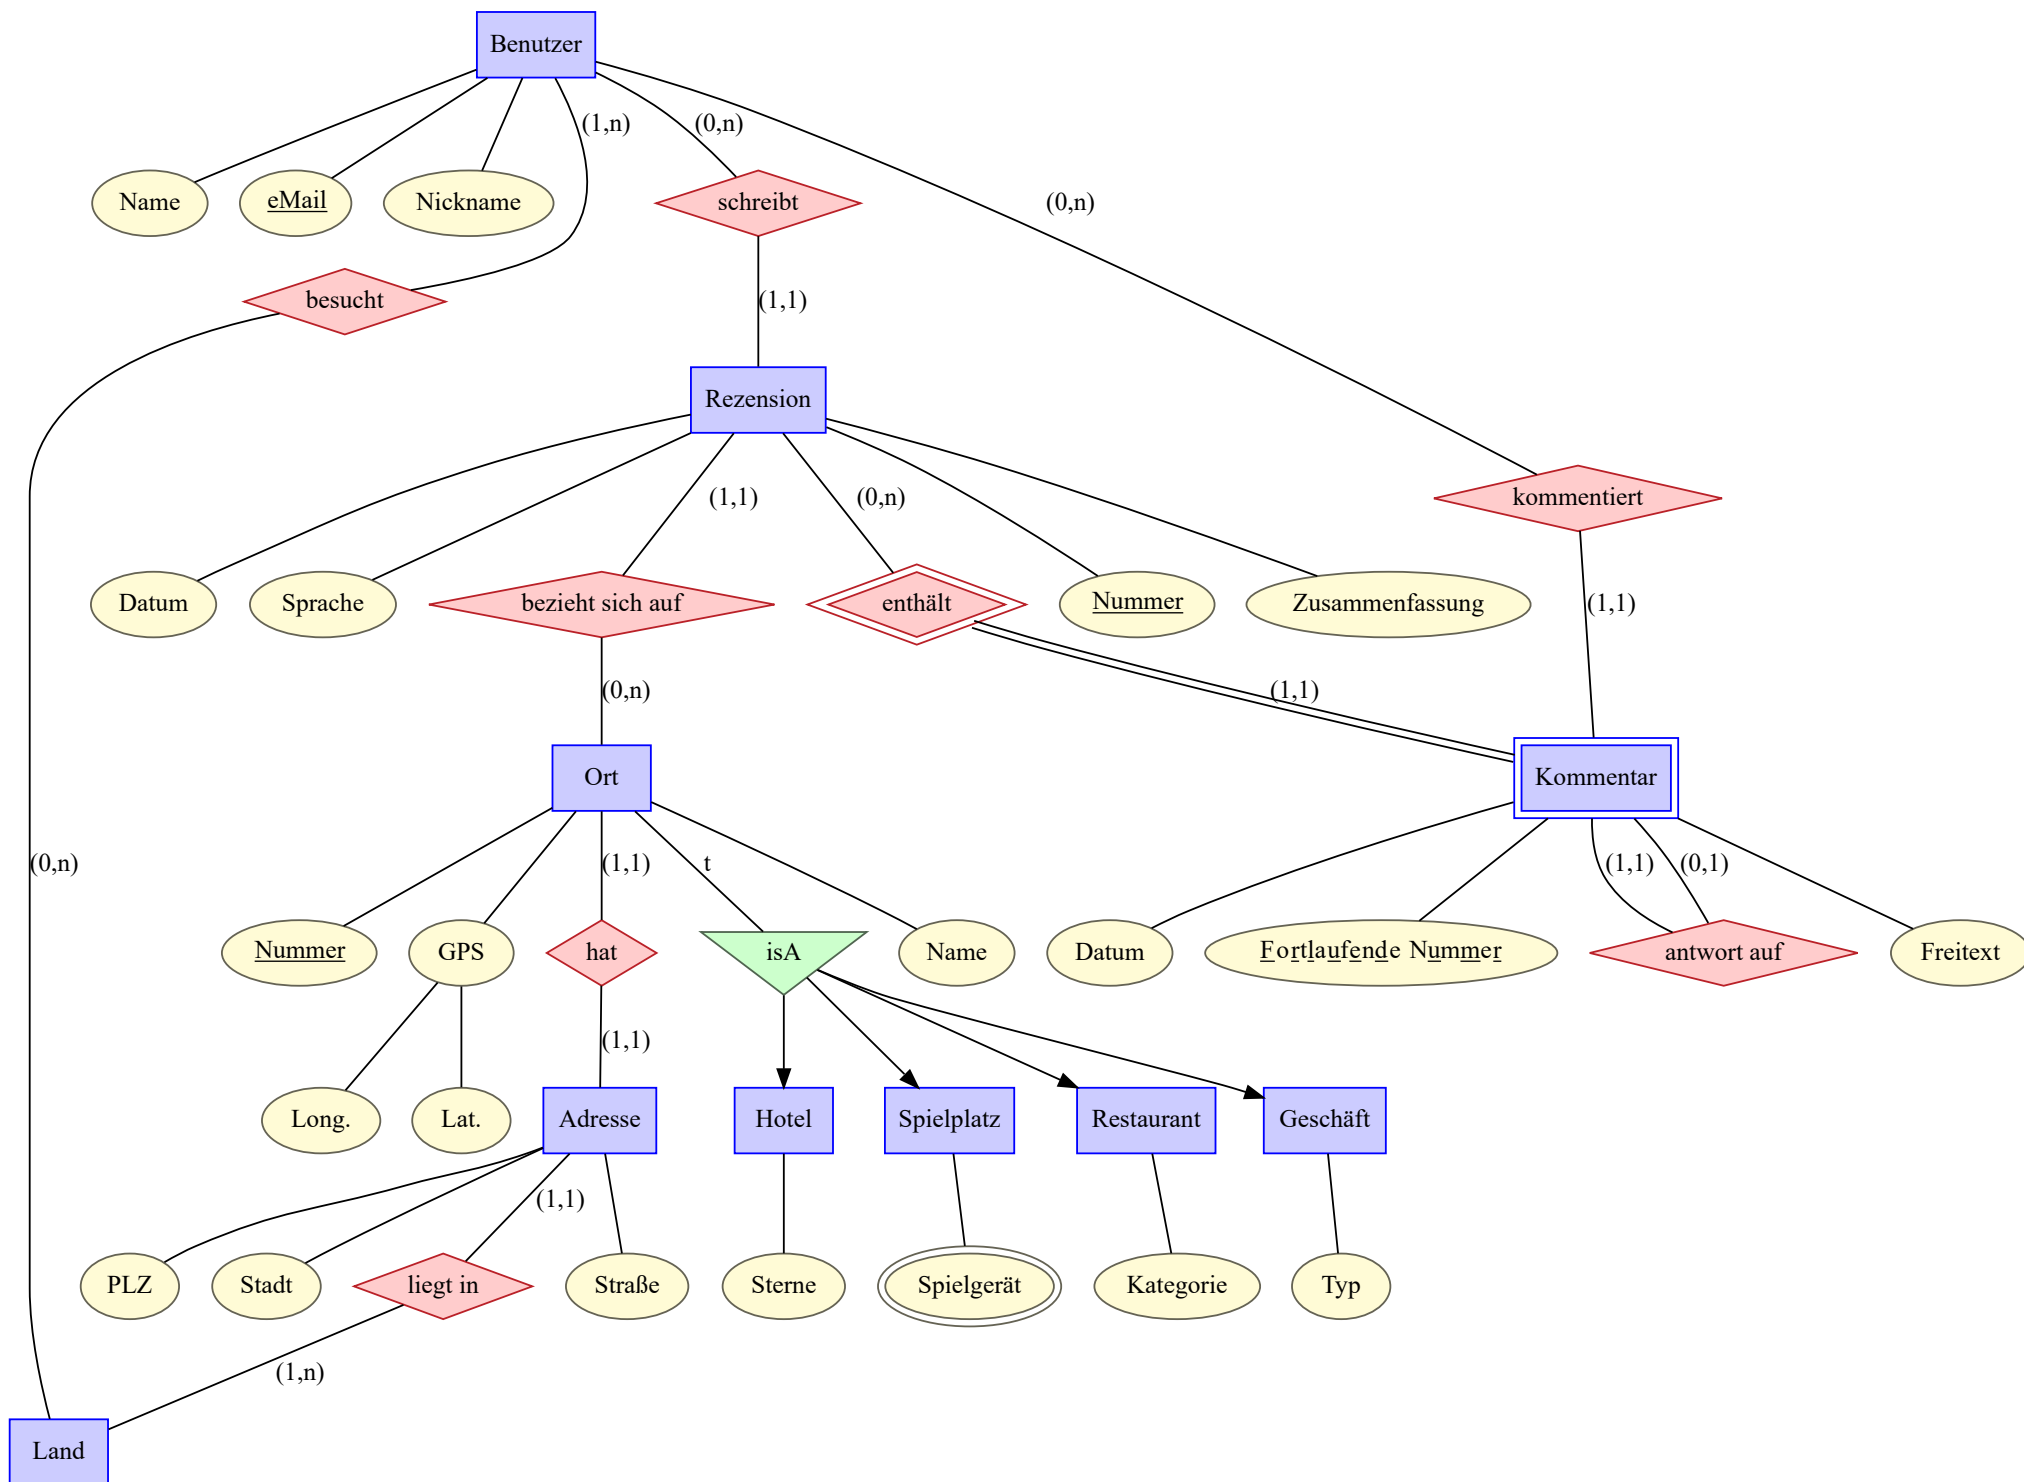 Benutzer
(1,n)
(0,n)
Name
eMail
Nickname
schreibt
(0,n)
besucht
(1,1)
Rezension
(1,1)
(0,n)
kommentiert
Datum
Sprache
bezieht sich auf
enthält
Nummer
Zusammenfassung
(1,1)
(0,n)
(1,1)
Ort
Kommentar
(0,n)
(1,1)
t
(1,1)
(0,1)
Nummer
GPS
hat
isA
Name
Datum
Fortlaufende Nummer
antwort auf
Freitext
(1,1)
Long.
Lat.
Adresse
Hotel
Spielplatz
Restaurant
Geschäft
(1,1)
PLZ
Stadt
liegt in
Straße
Sterne
Spielgerät
Kategorie
Typ
(1,n)
Land